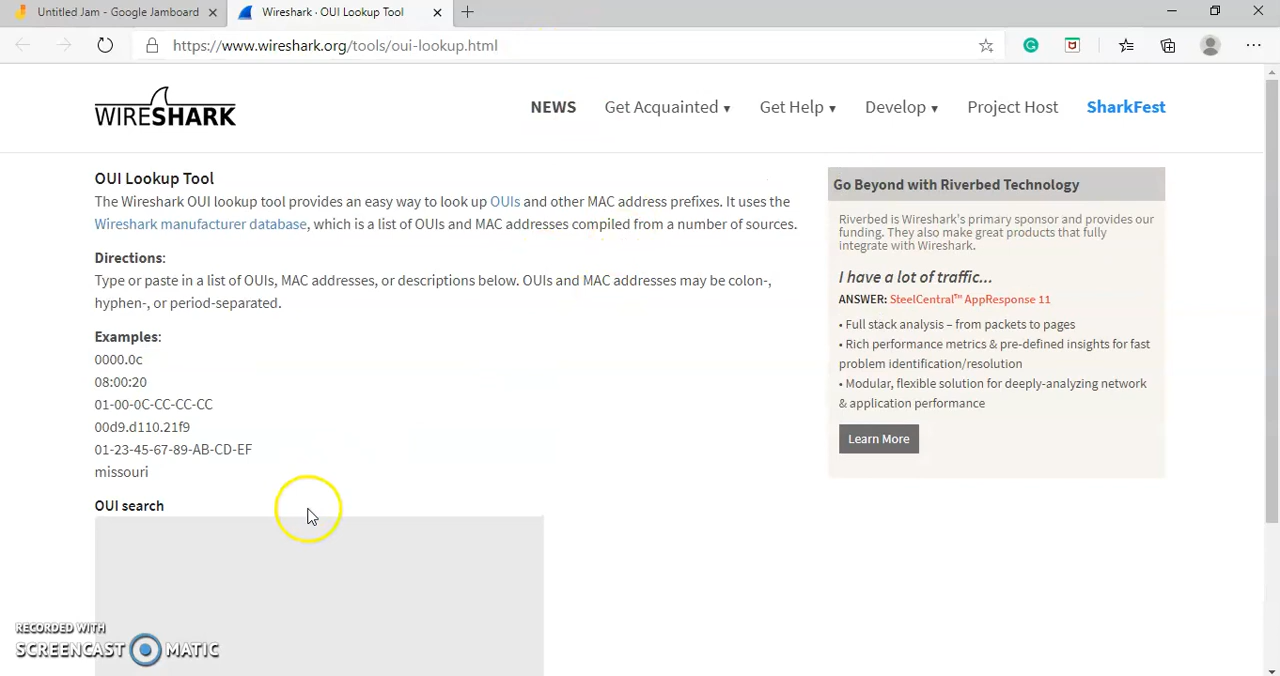 Untitled Jam - Google Jamboard
Wireshark · OUI Lookup Tool
https://www.wireshark.org/tools/oui-lookup.html
WIRESHARK
NEWS Get Acquainted ▾ Get Help ▾ Develop ▾ Project Host SharkFest
OUI Lookup Tool
The Wireshark OUI lookup tool provides an easy way to look up OUIs and other MAC address prefixes. It uses the
Wireshark manufacturer database, which is a list of OUIs and MAC addresses compiled from a number of sources.
Directions:
Type or paste in a list of OUIs, MAC addresses, or descriptions below. OUIs and MAC addresses may be colon-,
hyphen-, or period-separated.
Examples:
0000.0c
08:00:20
01-00-0C-CC-CC-CC
00d9.d110.21f9
01-23-45-67-89-AB-CD-EF
missouri
OUI search
Go Beyond with Riverbed Technology
Riverbed is Wireshark's primary sponsor and provides our
funding. They also make great products that fully
integrate with Wireshark.
I have a lot of traffic...
ANSWER: SteelCentral™ AppResponse 11
• Full stack analysis – from packets to pages
• Rich performance metrics & pre-defined insights for fast
problem identification/resolution
• Modular, flexible solution for deeply-analyzing network
& application performance
Learn More
RECORDED WITH
SCREENCAST MATIC